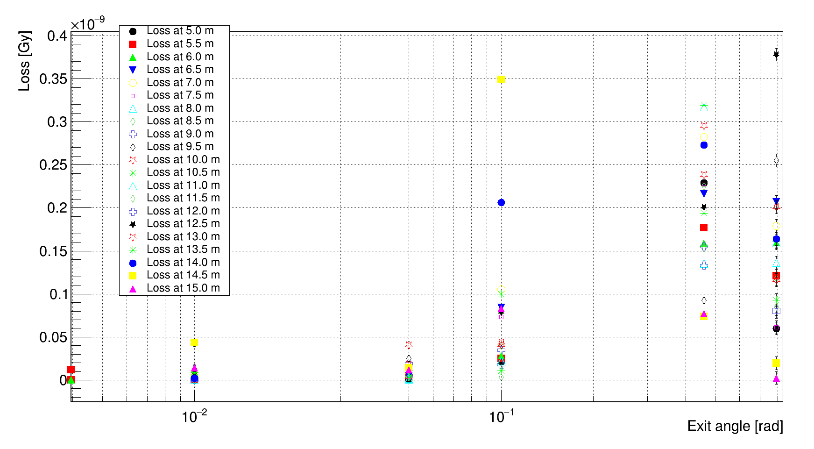 ×10⁻⁹
Loss [Gy]
0.4
0.35
0.3
0.25
0.2
0.15
0.1
0.05
0
Loss at 5.0 m
Loss at 5.5 m
Loss at 6.0 m
Loss at 6.5 m
Loss at 7.0 m
Loss at 7.5 m
Loss at 8.0 m
Loss at 8.5 m
Loss at 9.0 m
Loss at 9.5 m
Loss at 10.0 m
Loss at 10.5 m
Loss at 11.0 m
Loss at 11.5 m
Loss at 12.0 m
Loss at 12.5 m
Loss at 13.0 m
Loss at 13.5 m
Loss at 14.0 m
Loss at 14.5 m
Loss at 15.0 m
10⁻² 10⁻¹
Exit angle [rad]